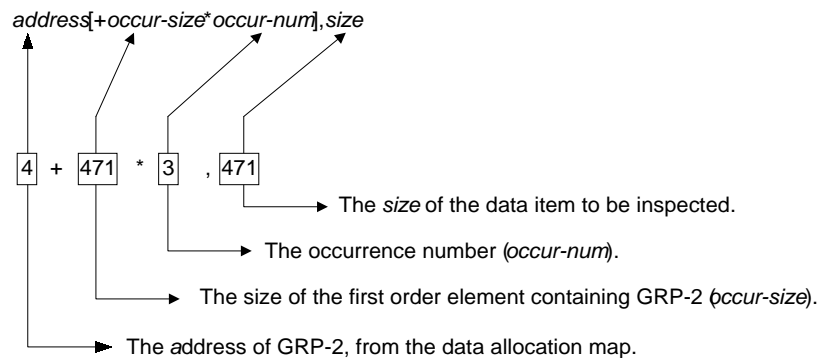 address[+occur-size*occur-num],size
4 + 471 * 3 , 471
The size of the data item to be inspected.
The occurrence number (occur-num).
The size of the first order element containing GRP-2 (occur-size).
The address of GRP-2, from the data allocation map.